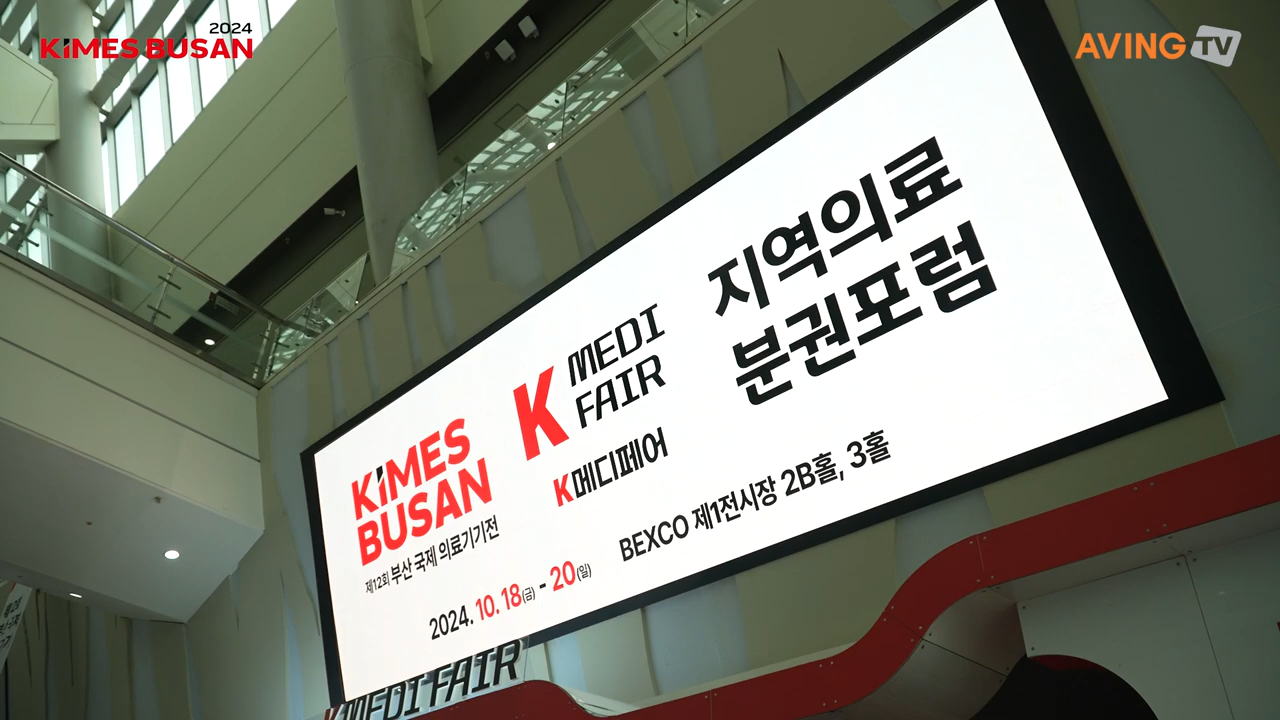 2024
KIMES BUSAN
AVING TV
KIMES
BUSAN
제12회 부산 국제 의료기기전
K MEDI
FAIR
K메디페어
지역의료
분권포럼
2024. 10. 18(금) - 20(일)
BEXCO 제1전시장 2B홀, 3홀
K MEDI FAIR